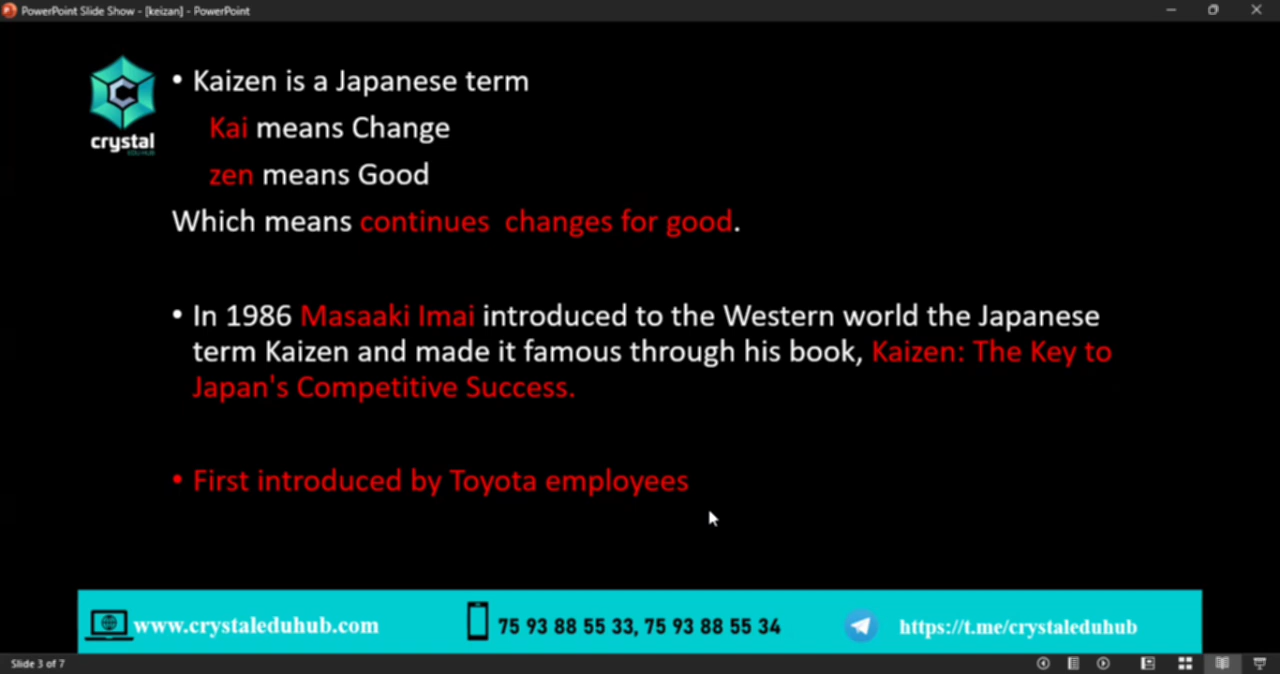 PowerPoint Slide Show - [keizan] - PowerPoint
crystal
EDU HUB
• Kaizen is a Japanese term
Kai means Change
zen means Good
Which means continues changes for good.
• In 1986 Masaaki Imai introduced to the Western world the Japanese
term Kaizen and made it famous through his book, Kaizen: The Key to
Japan's Competitive Success.
• First introduced by Toyota employees
www.crystaleduhub.com
75 93 88 55 33, 75 93 88 55 34
https://t.me/crystaleduhub
Slide 3 of 7